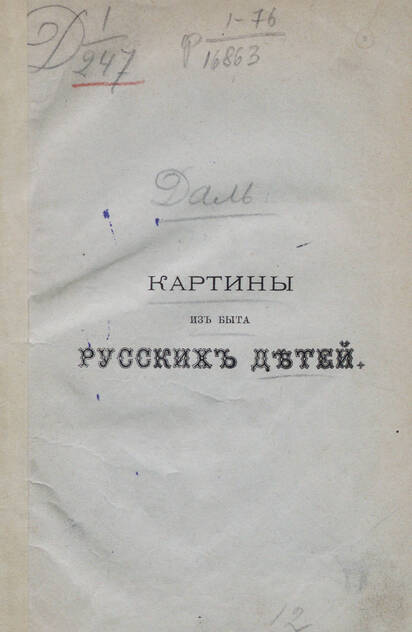 Д 1/247
Р 1-76/16863
Даль
КАРТИНЫ
ИЗЪ БЫТА
РУССКИХЪ ДѢТЕЙ.
12